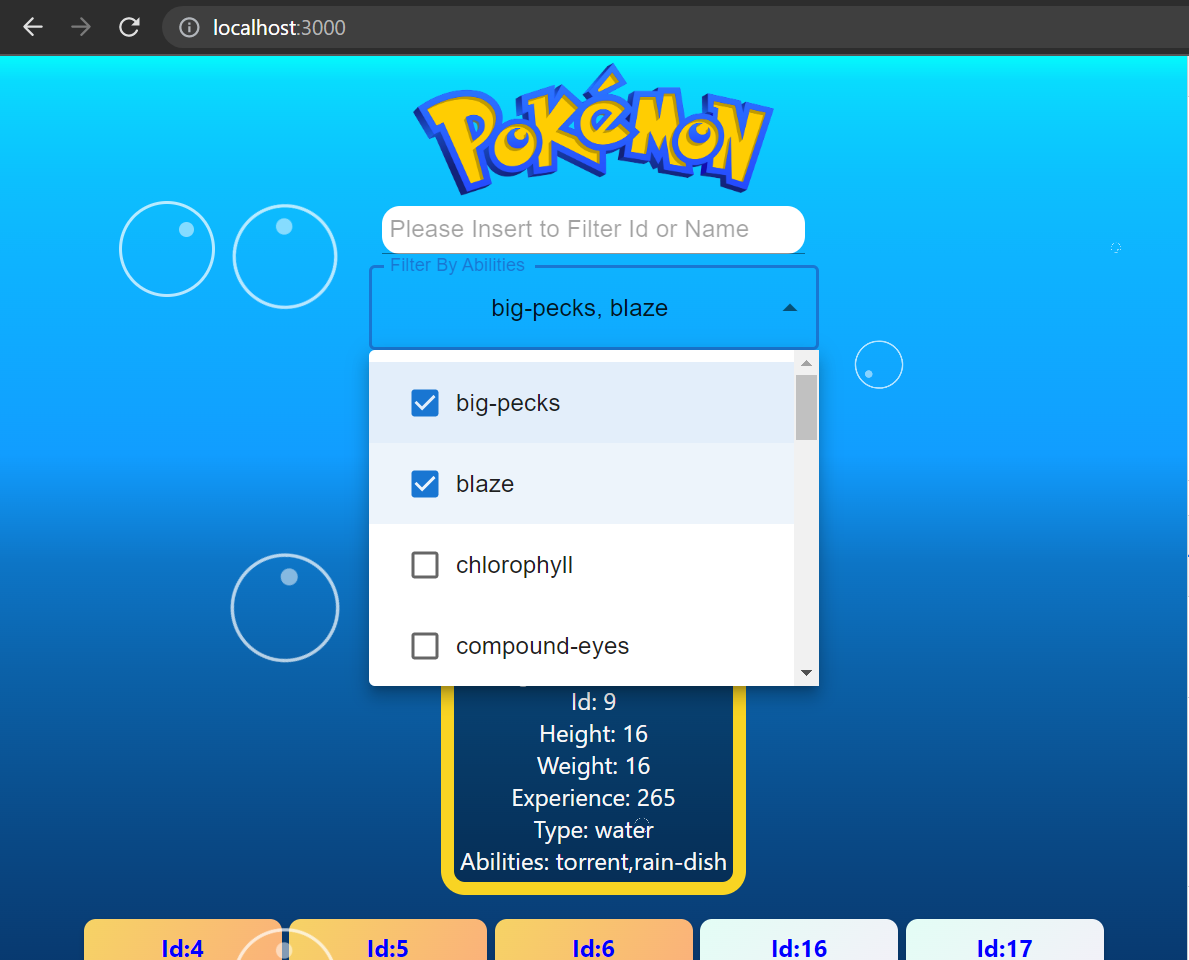 localhost:3000
POKéMON
Please Insert to Filter Id or Name
Filter By Abilities
big-pecks, blaze
big-pecks
blaze
chlorophyll
compound-eyes
Id: 9
Height: 16
Weight: 16
Experience: 265
Type: water
Abilities: torrent,rain-dish
Id:4 Id:5 Id:6 Id:16 Id:17